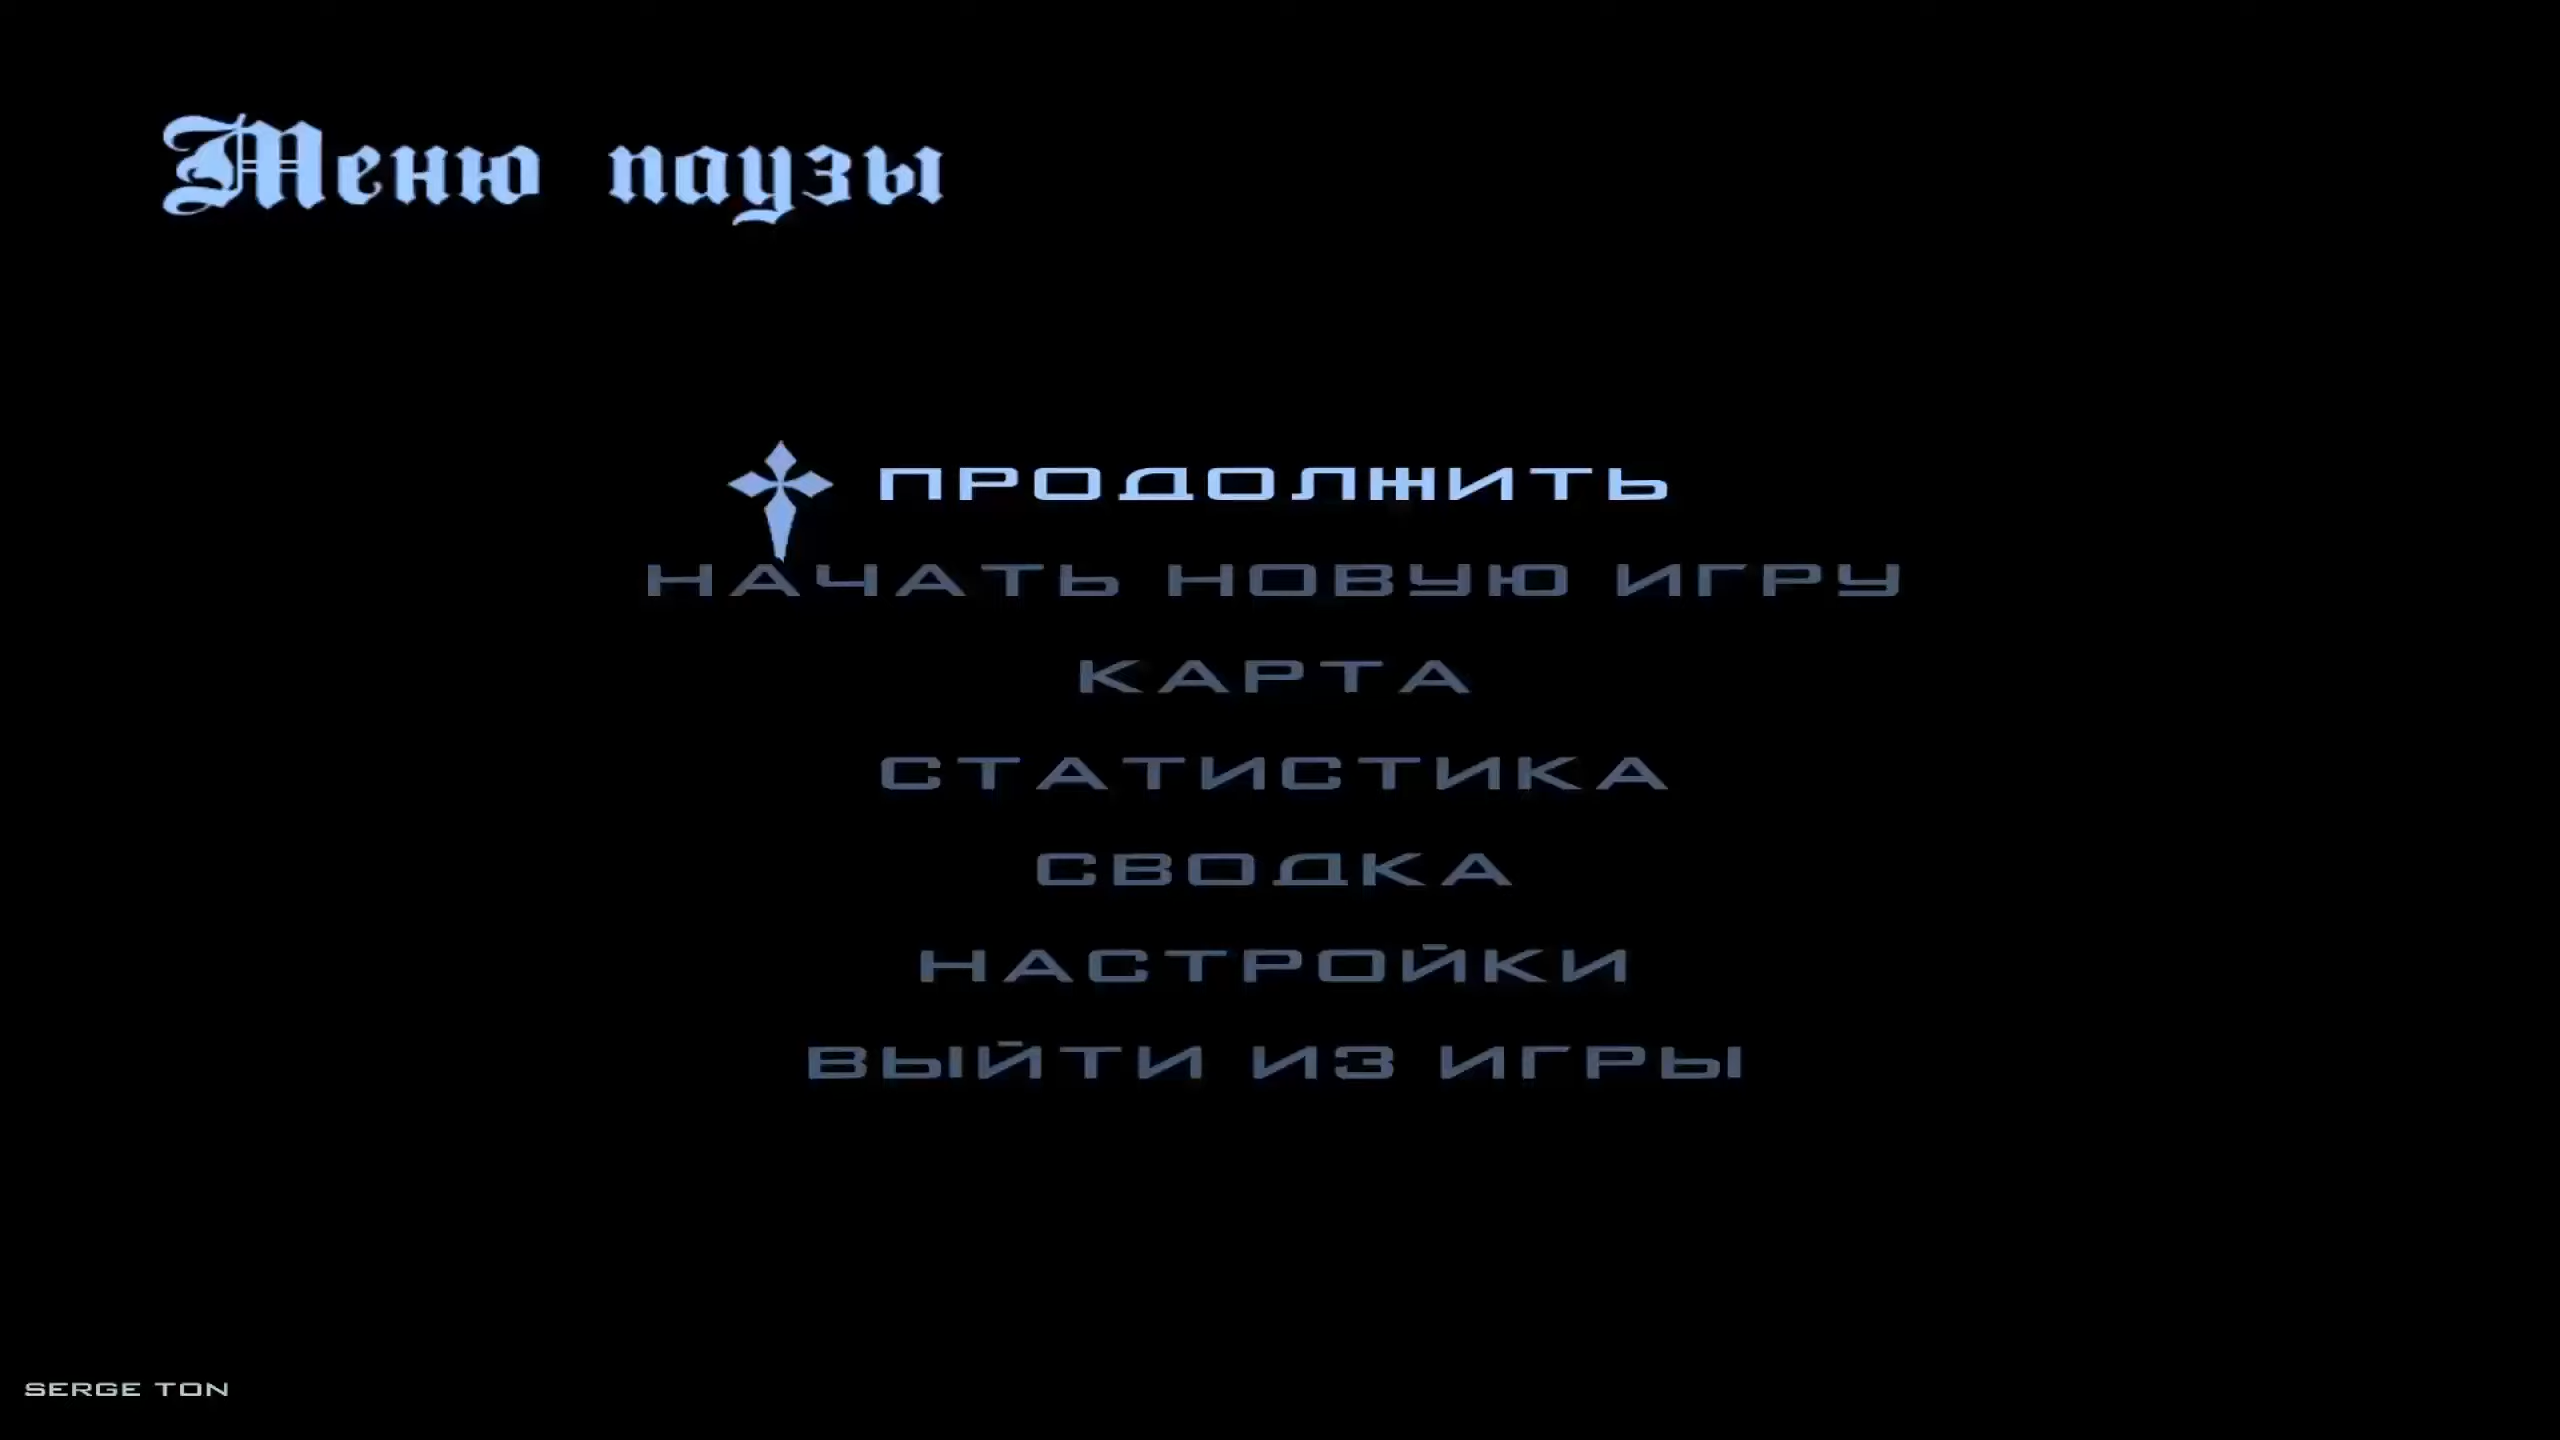 Меню паузы
ПРОДОЛЖИТЬ
НАЧАТЬ НОВУЮ ИГРУ
КАРТА
СТАТИСТИКА
СВОДКА
НАСТРОЙКИ
ВЫЙТИ ИЗ ИГРЫ
SERGE TON